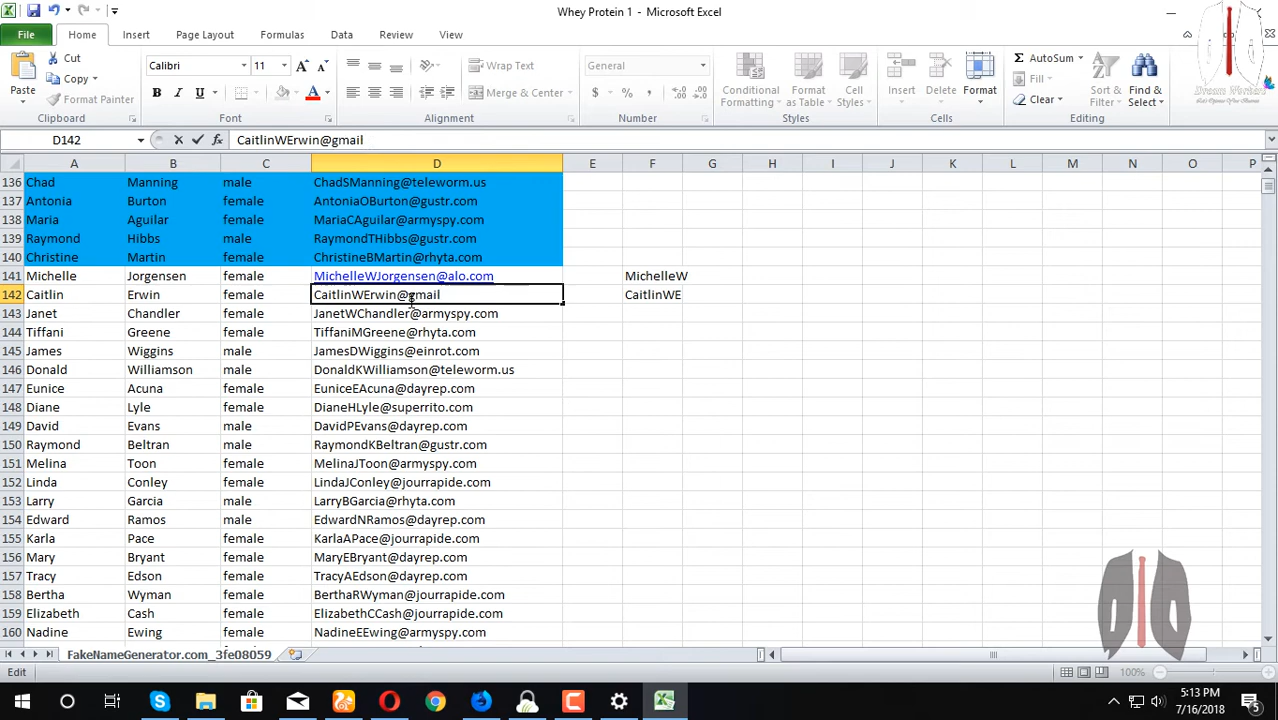 Whey Protein 1 - Microsoft Excel
File Home Insert Page Layout Formulas Data Review View
Cut
Copy
Format Painter
Paste
Clipboard
Calibri 11
B I U
Font
Wrap Text
Merge & Center
Alignment
General
$ % ,
Number
Conditional Formatting
Format as Table
Cell Styles
Styles
Insert Delete Format
Cells
Σ AutoSum
Fill
Clear
Sort & Filter
Find & Select
Editing
D142 fx CaitlinWErwin@gmail
A B C D E F G H I J K L M N O P
136 Chad Manning male ChadSManning@teleworm.us
137 Antonia Burton female AntoniaOBurton@gustr.com
138 Maria Aguilar female MariaCAguilar@armyspy.com
139 Raymond Hibbs male RaymondTHibbs@gustr.com
140 Christine Martin female ChristineBMartin@rhyta.com
141 Michelle Jorgensen female MichelleWJorgensen@alo.com MichelleW
142 Caitlin Erwin female CaitlinWErwin@gmail CaitlinWE
143 Janet Chandler female JanetWChandler@armyspy.com
144 Tiffani Greene female TiffaniMGreene@rhyta.com
145 James Wiggins male JamesDWiggins@einrot.com
146 Donald Williamson male DonaldKWilliamson@teleworm.us
147 Eunice Acuna female EuniceEAcuna@dayrep.com
148 Diane Lyle female DianeHLyle@superrito.com
149 David Evans male DavidPEvans@dayrep.com
150 Raymond Beltran male RaymondKBeltran@gustr.com
151 Melina Toon female MelinaJToon@armyspy.com
152 Linda Conley female LindaJConley@jourrapide.com
153 Larry Garcia male LarryBGarcia@rhyta.com
154 Edward Ramos male EdwardNRamos@dayrep.com
155 Karla Pace female KarlaAPace@jourrapide.com
156 Mary Bryant female MaryEBryant@dayrep.com
157 Tracy Edson female TracyAEdson@dayrep.com
158 Bertha Wyman female BerthaRWyman@jourrapide.com
159 Elizabeth Cash female ElizabethCCash@jourrapide.com
160 Nadine Ewing female NadineEEwing@armyspy.com
FakeNameGenerator.com_3fe08059
Edit 100%
5:13 PM
7/16/2018
5